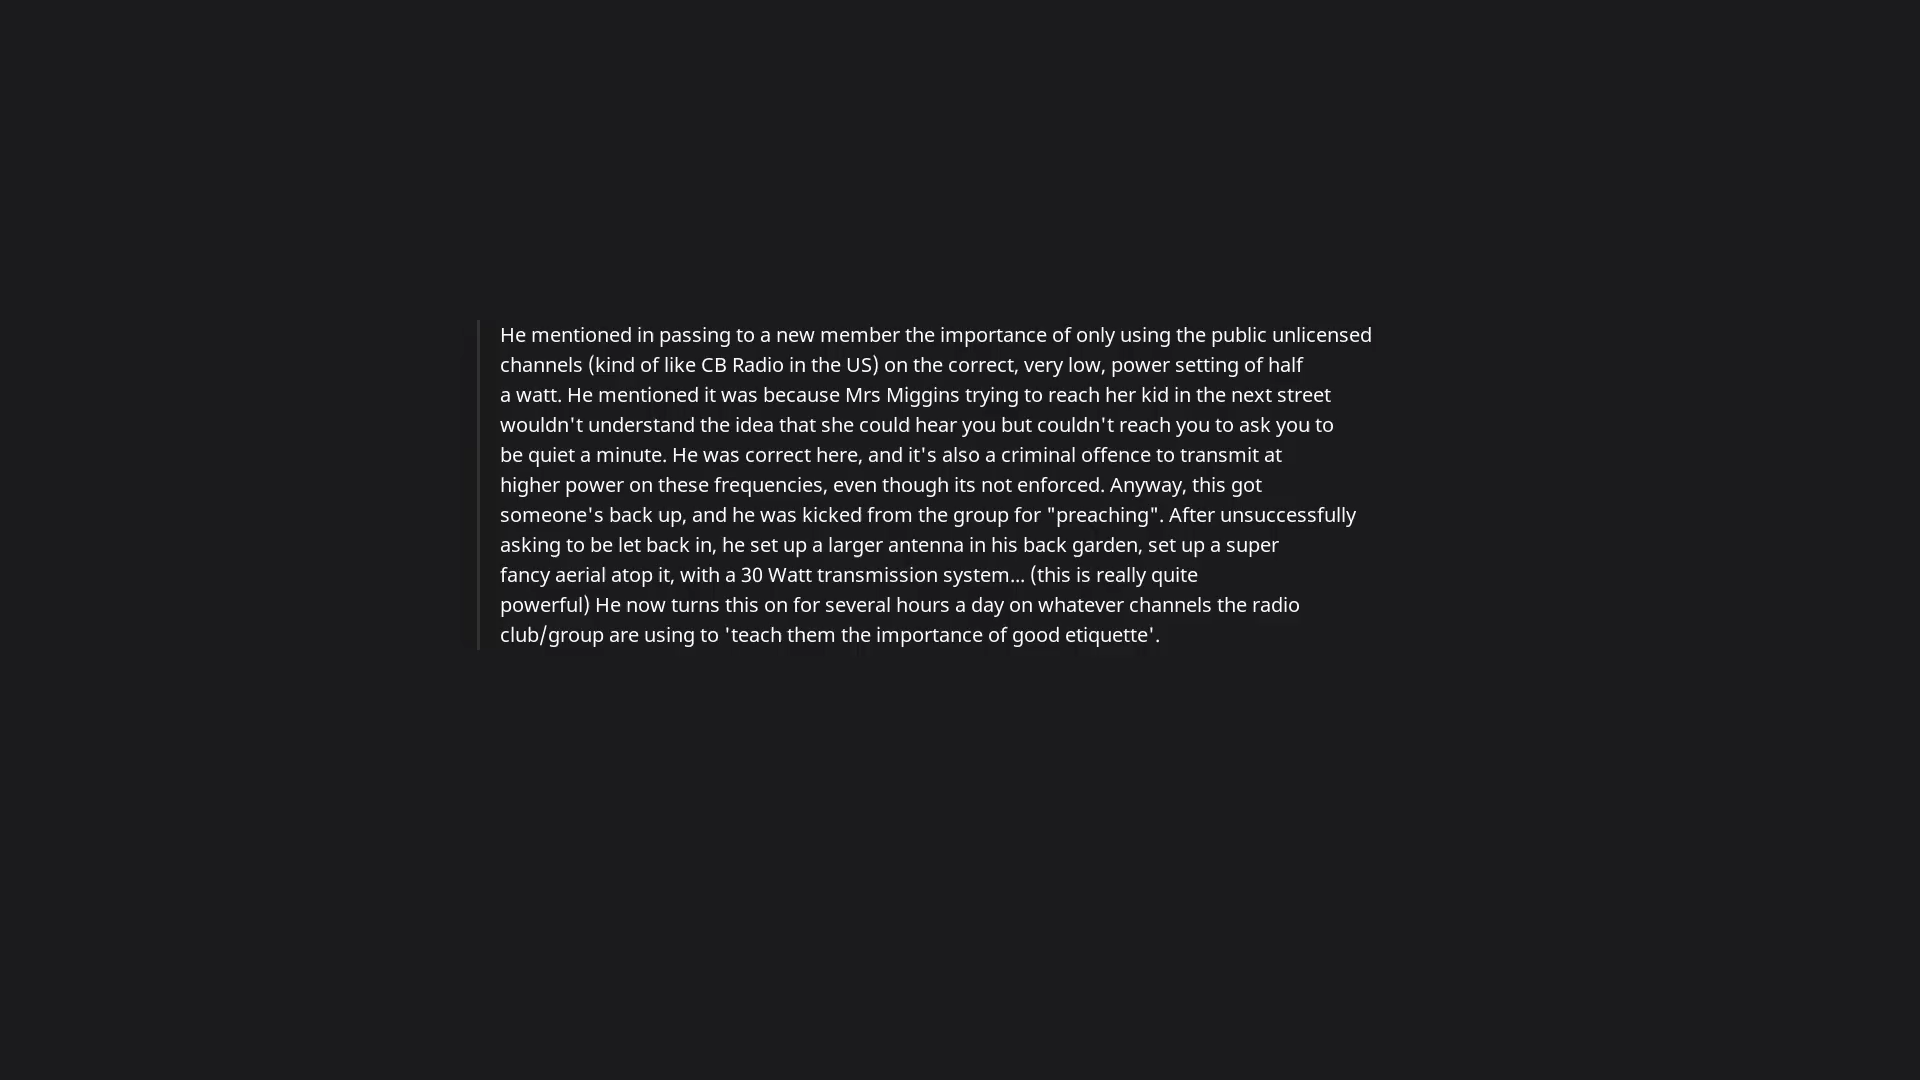 He mentioned in passing to a new member the importance of only using the public unlicensed
channels (kind of like CB Radio in the US) on the correct, very low, power setting of half
a watt. He mentioned it was because Mrs Miggins trying to reach her kid in the next street
wouldn't understand the idea that she could hear you but couldn't reach you to ask you to
be quiet a minute. He was correct here, and it's also a criminal offence to transmit at
higher power on these frequencies, even though its not enforced. Anyway, this got
someone's back up, and he was kicked from the group for "preaching". After unsuccessfully
asking to be let back in, he set up a larger antenna in his back garden, set up a super
fancy aerial atop it, with a 30 Watt transmission system... (this is really quite
powerful) He now turns this on for several hours a day on whatever channels the radio
club/group are using to 'teach them the importance of good etiquette'.